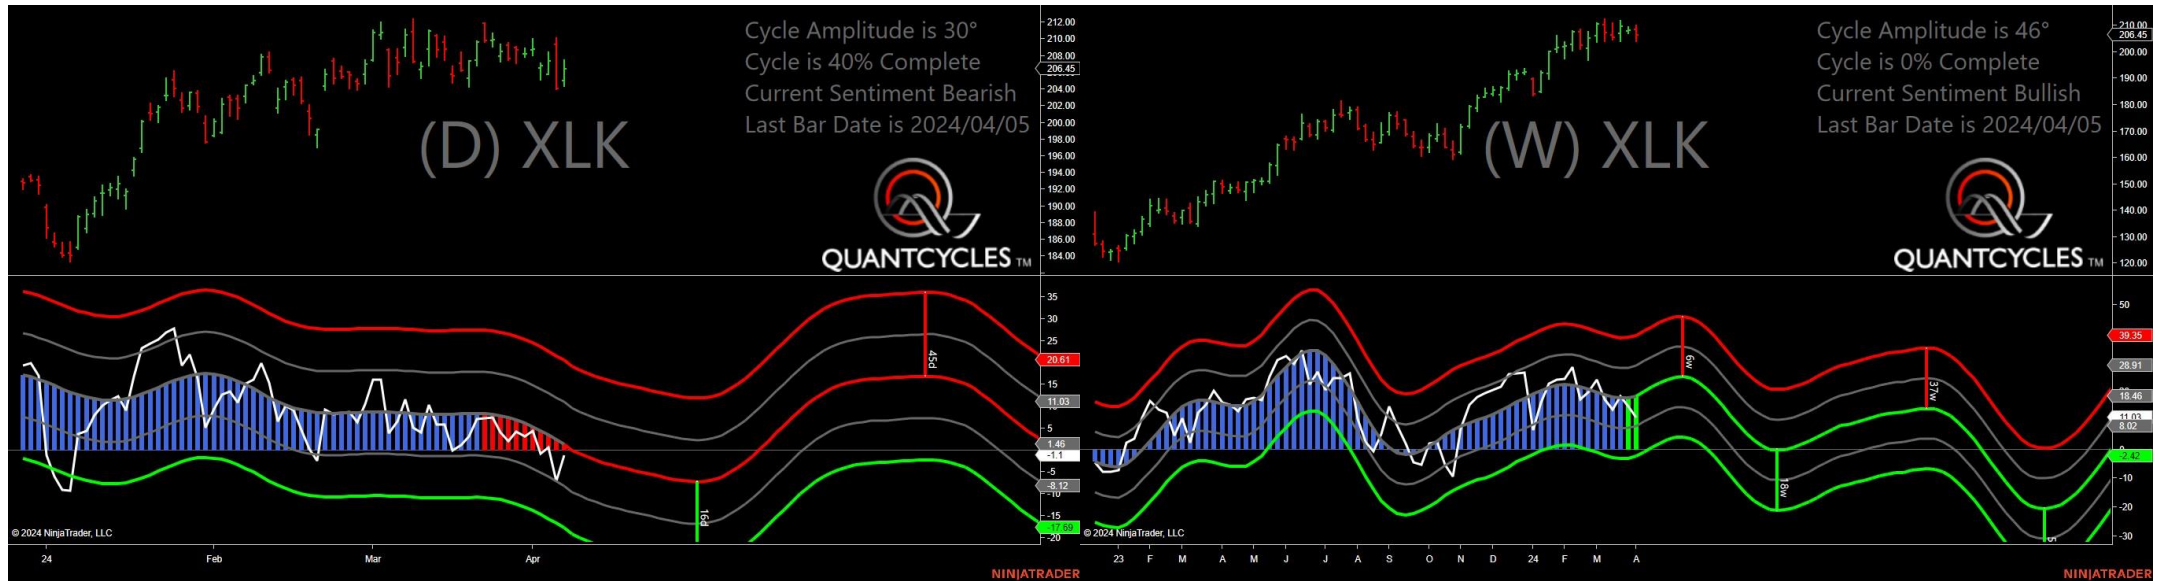 Cycle Amplitude is 30°
Cycle is 40% Complete
Current Sentiment Bearish
Last Bar Date is 2024/04/05
(D) XLK
QUANTCYCLES TM
212.00
210.00
208.00
206.45
204.00
202.00
200.00
198.00
196.00
194.00
192.00
190.00
188.00
186.00
184.00
35
30
25
20.61
15
11.03
5
1.46
-1.1
-5
-8.12
-10
-15
-17.69
-20
45d
16d
© 2024 NinjaTrader, LLC
24 Feb Mar Apr
NINJATRADER
Cycle Amplitude is 46°
Cycle is 0% Complete
Current Sentiment Bullish
Last Bar Date is 2024/04/05
(W) XLK
QUANTCYCLES TM
210.00
206.45
200.00
190.00
180.00
170.00
160.00
150.00
140.00
130.00
120.00
50
39.35
28.91
18.46
11.03
8.02
-2.42
-10
-20
-30
6w
37w
18w
5
© 2024 NinjaTrader, LLC
23 F M A M J J A S O N D 24 F M A
NINJATRADER